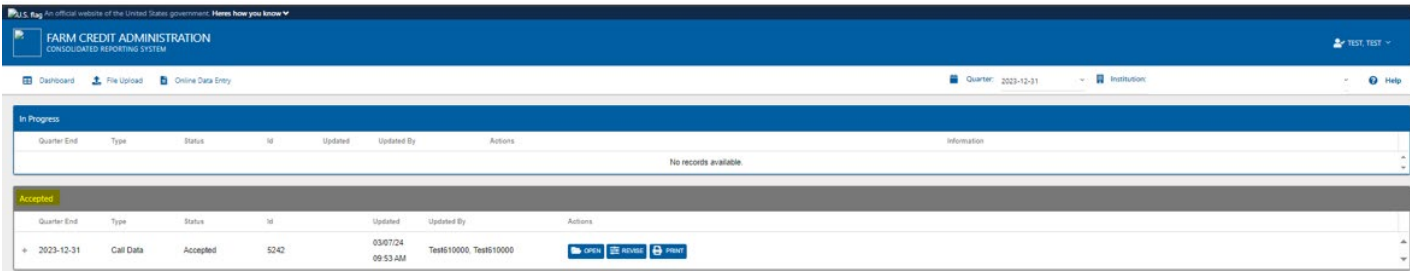 U.S. flag An official website of the United States government. Heres how you know
FARM CREDIT ADMINISTRATION
CONSOLIDATED REPORTING SYSTEM
TEST, TEST
Dashboard File Upload Online Data Entry Quarter: 2023-12-31 Institution: Help
In Progress
Quarter End Type Status Id Updated Updated By Actions Information
No records available.
Accepted
Quarter End Type Status Id Updated Updated By Actions
+ 2023-12-31 Call Data Accepted 5242 03/07/24 09:53 AM Test610000, Test610000 OPEN REVISE PRINT